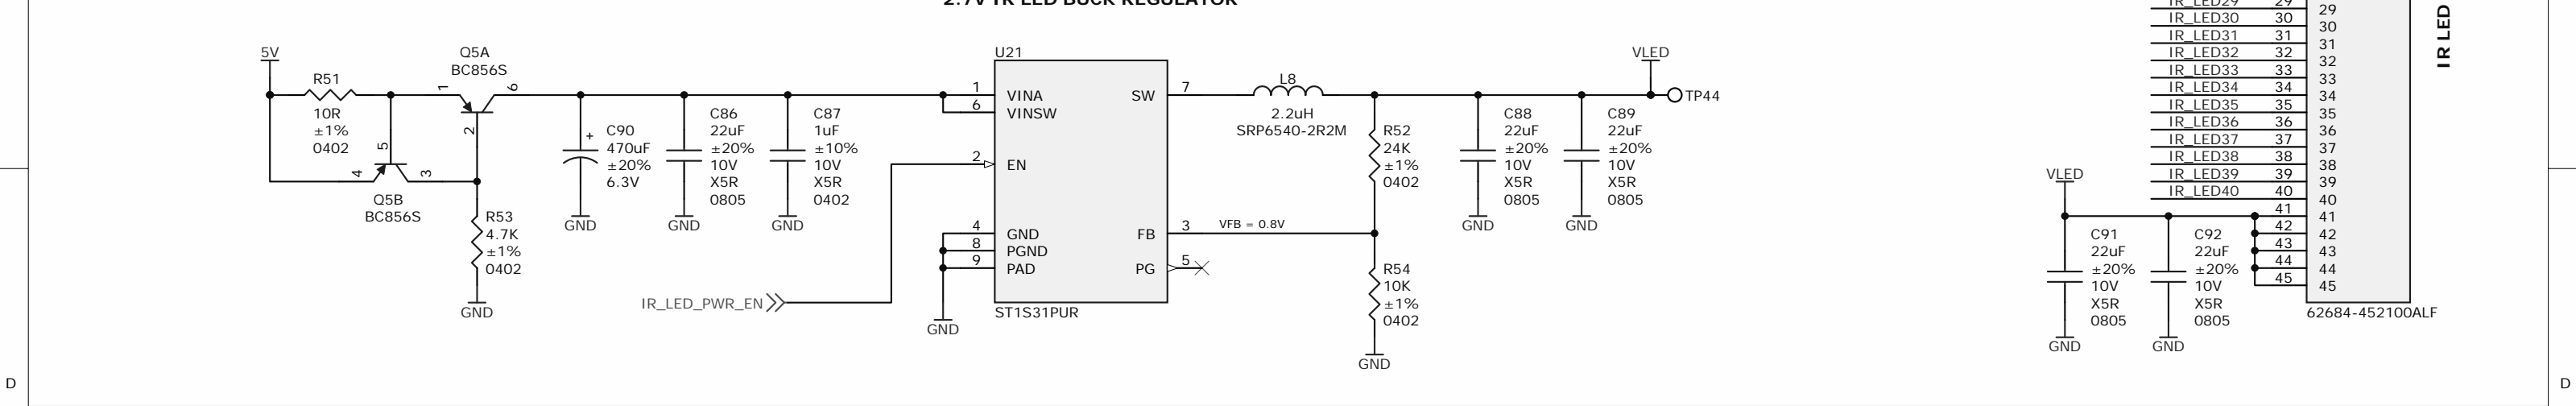 2.7V IR LED BUCK REGULATOR
5V
R51
10R
±1%
0402
Q5A
BC856S
1
6
2
5
4
3
Q5B
BC856S
R53
4.7K
±1%
0402
GND
C90
+
470uF
±20%
6.3V
GND
C86
22uF
±20%
10V
X5R
0805
GND
C87
1uF
±10%
10V
X5R
0402
GND
IR_LED_PWR_EN
U21
1 VINA
6 VINSW
2 EN
4 GND
8 PGND
9 PAD
SW 7
FB 3
PG 5
ST1S31PUR
GND
VFB = 0.8V
L8
2.2uH
SRP6540-2R2M
R52
24K
±1%
0402
R54
10K
±1%
0402
GND
C88
22uF
±20%
10V
X5R
0805
GND
C89
22uF
±20%
10V
X5R
0805
GND
VLED
TP44
IR_LED29 29 29
IR_LED30 30 30
IR_LED31 31 31
IR_LED32 32 32
IR_LED33 33 33
IR_LED34 34 34
IR_LED35 35 35
IR_LED36 36 36
IR_LED37 37 37
IR_LED38 38 38
IR_LED39 39 39
IR_LED40 40 40
41 41
42 42
43 43
44 44
45 45
62684-452100ALF
IR LED
VLED
C91
22uF
±20%
10V
X5R
0805
GND
C92
22uF
±20%
10V
X5R
0805
GND
D
D